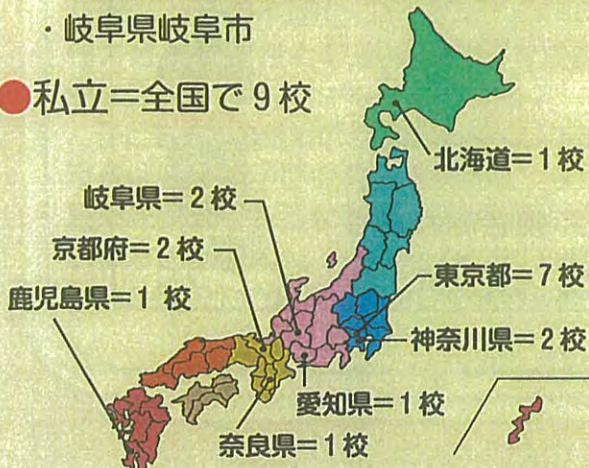 ・岐阜県岐阜市
●私立＝全国で9校
北海道＝1校
岐阜県＝2校
京都府＝2校
鹿児島県＝1校
東京都＝7校
神奈川県＝2校
愛知県＝1校
奈良県＝1校